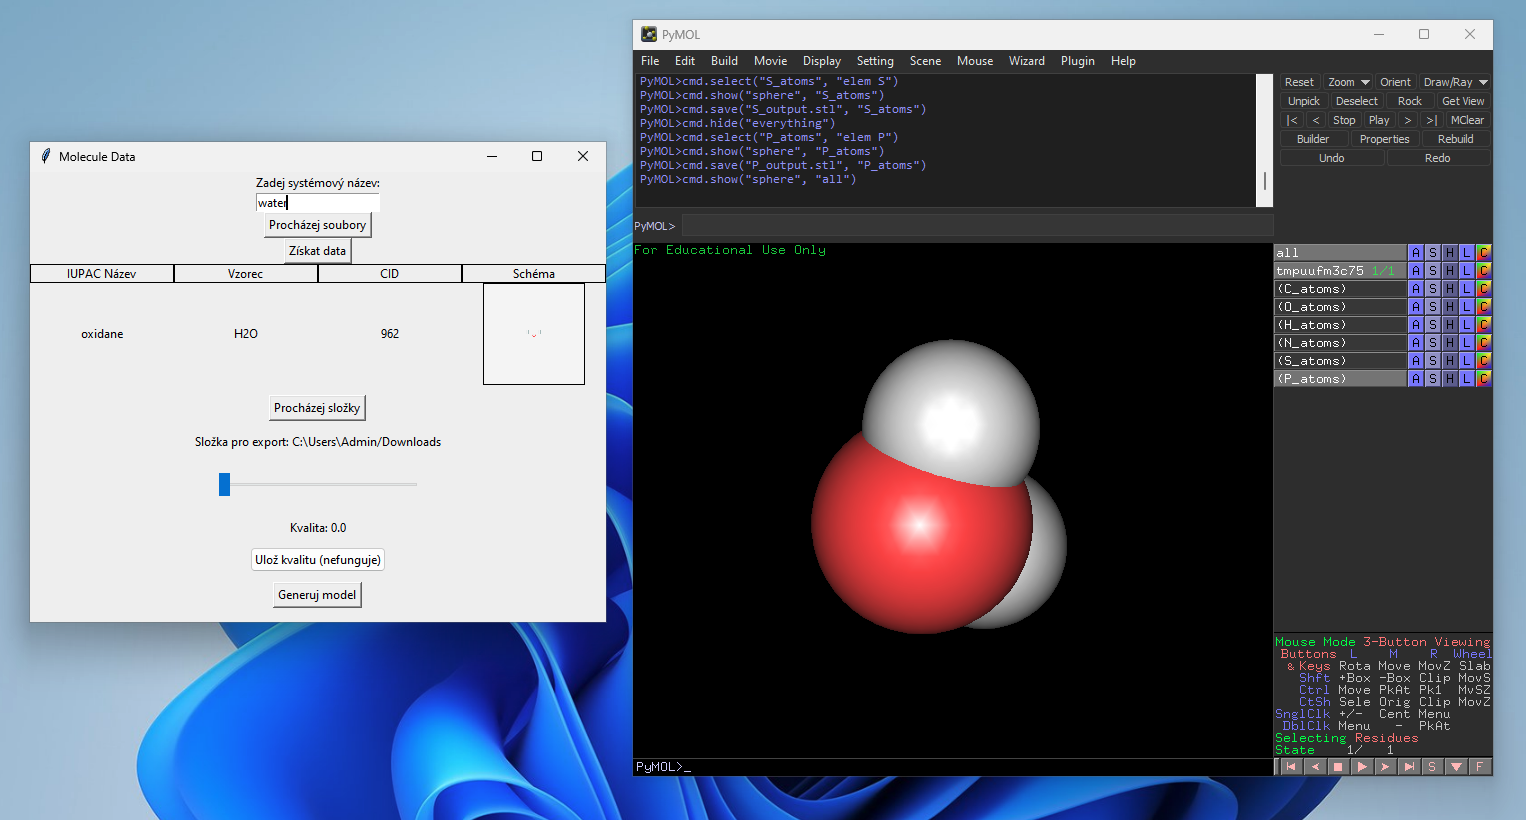 Molecule Data
Zadej systémový název:
water
Procházej soubory
Získat data
IUPAC Název Vzorec CID Schéma
oxidane H2O 962
Procházej složky
Složka pro export: C:\Users\Admin/Downloads
Kvalita: 0.0
Ulož kvalitu (nefunguje)
Generuj model
PyMOL
File Edit Build Movie Display Setting Scene Mouse Wizard Plugin Help
PyMOL>cmd.select("S_atoms", "elem S")
PyMOL>cmd.show("sphere", "S_atoms")
PyMOL>cmd.save("S_output.stl", "S_atoms")
PyMOL>cmd.hide("everything")
PyMOL>cmd.select("P_atoms", "elem P")
PyMOL>cmd.show("sphere", "P_atoms")
PyMOL>cmd.save("P_output.stl", "P_atoms")
PyMOL>cmd.show("sphere", "all")
PyMOL>
Reset Zoom Orient Draw/Ray
Unpick Deselect Rock Get View
|< < Stop Play > >| MClear
Builder Properties Rebuild
Undo Redo
For Educational Use Only
all A S H L C
tmpuufm3c75 1/1 A S H L C
(C_atoms) A S H L C
(O_atoms) A S H L C
(H_atoms) A S H L C
(N_atoms) A S H L C
(S_atoms) A S H L C
(P_atoms) A S H L C
Mouse Mode 3-Button Viewing
Buttons L M R Wheel
& Keys Rota Move MovZ Slab
Shft +Box -Box Clip MovS
Ctrl Move PkAt Pk1 MvSZ
CtSh Sele Orig Clip MovZ
SnglClk +/- Cent Menu
DblClk Menu - PkAt
Selecting Residues
State 1/ 1
PyMOL>_
S F